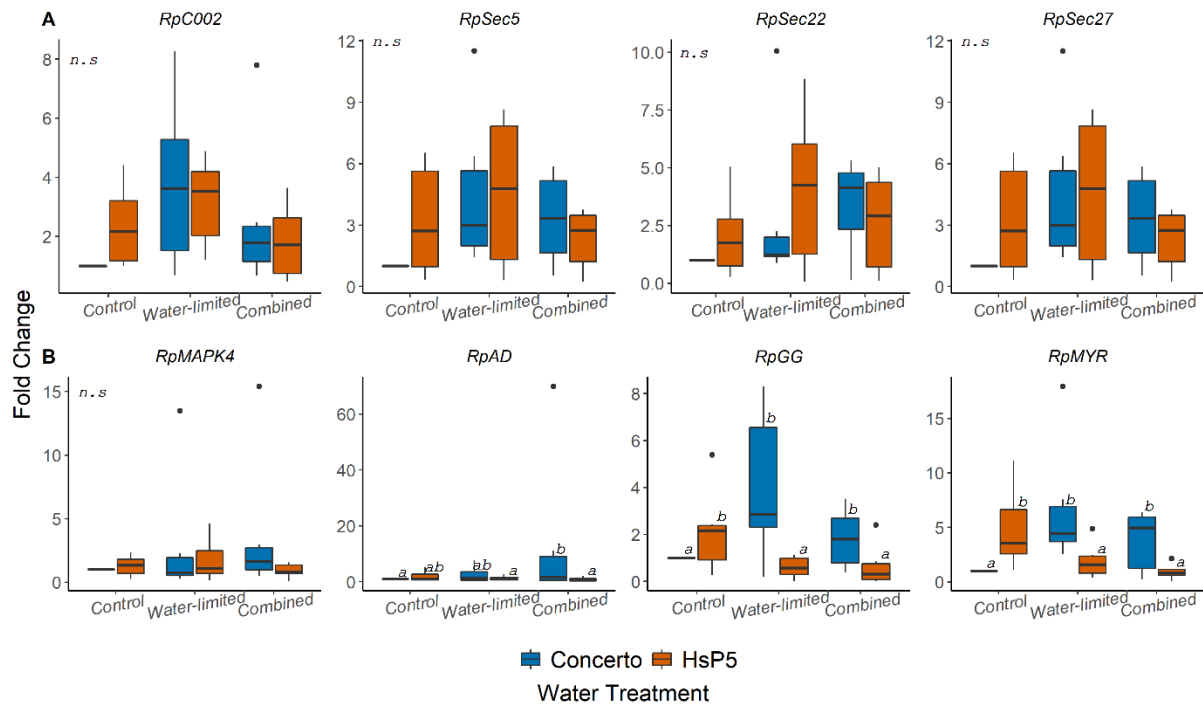 A
RpC002
RpSec5
RpSec22
RpSec27
n.s
n.s
n.s
n.s
8
6
4
2
12
9
6
3
0
10.0
7.5
5.0
2.5
0.0
12
9
6
3
0
Control Water-limited Combined
Control Water-limited Combined
Control Water-limited Combined
Control Water-limited Combined
Fold Change
B
RpMAPK4
RpAD
RpGG
RpMYR
n.s
15
10
5
0
60
40
20
0
a ab ab a b a
8
6
4
2
0
a b b a b a
15
10
5
0
a b b a b a
Control Water-limited Combined
Control Water-limited Combined
Control Water-limited Combined
Control Water-limited Combined
Concerto HsP5
Water Treatment